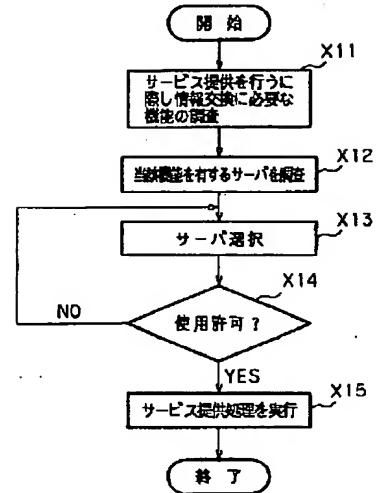 開始
X11
サービス提供を行うに
際し情報交換に必要な
機能の調査
X12
当該機能を有するサーバを調査
X13
サーバ選択
X14
使用許可?
NO
YES
X15
サービス提供処理を実行
終了